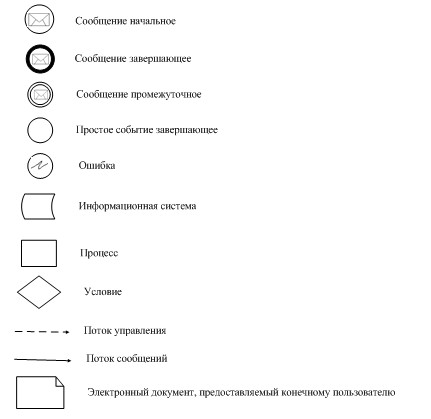 Сообщение начальное
Сообщение завершающее
Сообщение промежуточное
Простое событие завершающее
Ошибка
Информационная система
Процесс
Условие
Поток управления
Поток сообщений
Электронный документ, предоставляемый конечному пользователю